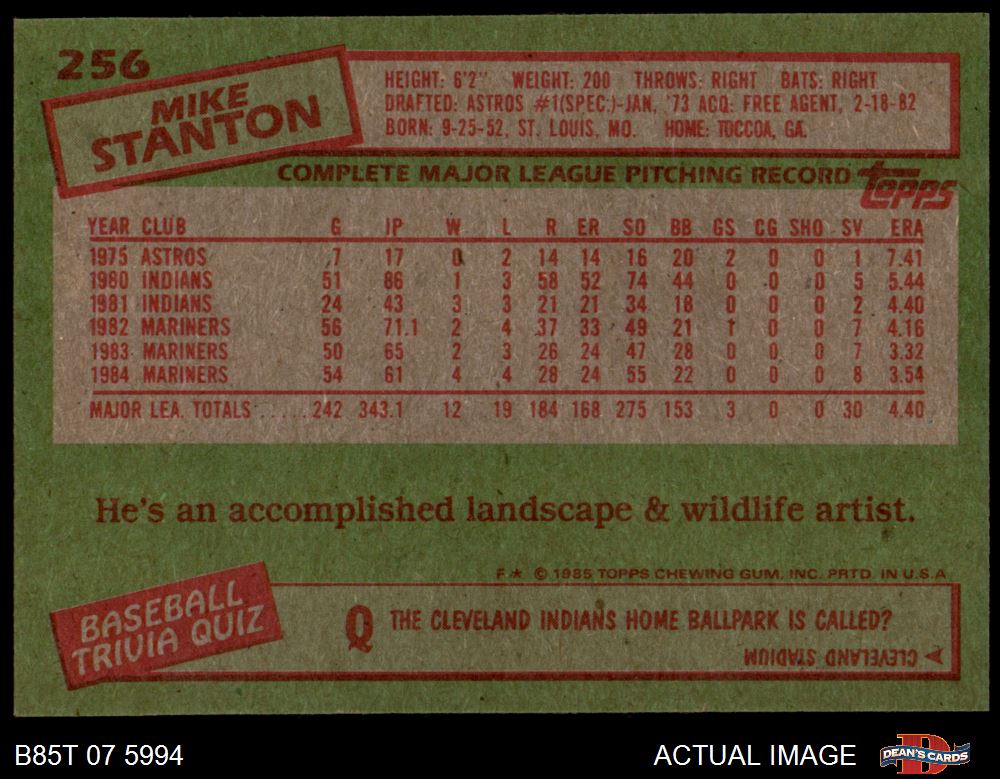 256
MIKE
STANTON
HEIGHT: 6'2" WEIGHT: 200 THROWS: RIGHT BATS: RIGHT
DRAFTED: ASTROS #1(SPEC.)-JAN, '73 ACQ: FREE AGENT, 2-18-82
BORN: 9-25-52, ST. LOUIS, MO. HOME: TOCCOA, GA.
COMPLETE MAJOR LEAGUE PITCHING RECORD topps
YEAR CLUB G IP W L R ER SO BB GS CG SHO SV ERA
1975 ASTROS 7 17 0 2 14 14 16 20 2 0 0 1 7.41
1980 INDIANS 51 86 1 3 58 52 74 44 0 0 0 5 5.44
1981 INDIANS 24 43 3 3 21 21 34 18 0 0 0 2 4.40
1982 MARINERS 56 71.1 2 4 37 33 49 21 1 0 0 7 4.16
1983 MARINERS 50 65 2 3 26 24 47 28 0 0 0 7 3.32
1984 MARINERS 54 61 4 4 28 24 55 22 0 0 0 8 3.54
MAJOR LEA. TOTALS ...... 242 343.1 12 19 184 168 275 153 3 0 0 30 4.40
He's an accomplished landscape & wildlife artist.
F* © 1985 TOPPS CHEWING GUM, INC. PRTD. IN U.S.A
BASEBALL
TRIVIA QUIZ
Q THE CLEVELAND INDIANS HOME BALLPARK IS CALLED?
CLEVELAND STADIUM
B85T 07 5994 ACTUAL IMAGE DEAN'S CARDS